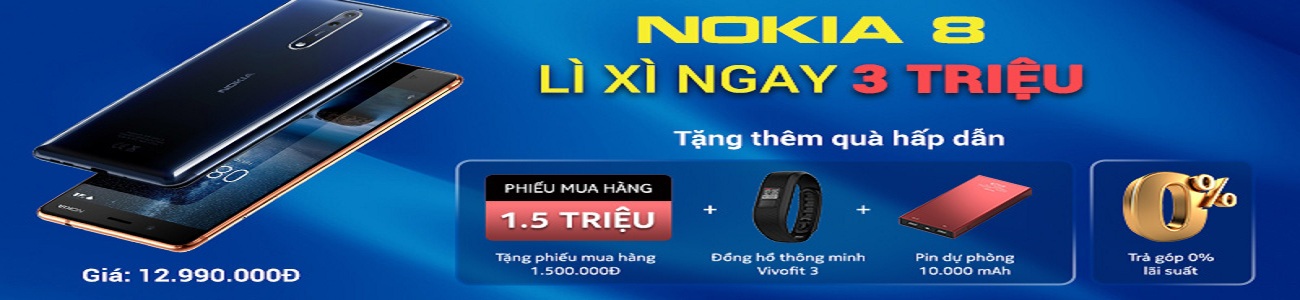 NOKIA 8
LÌ XÌ NGAY 3 TRIỆU
Tặng thêm quà hấp dẫn
PHIẾU MUA HÀNG
1.5 TRIỆU
Tặng phiếu mua hàng
1.500.000Đ
+
Đồng hồ thông minh
Vivofit 3
+
Pin dự phòng
10.000 mAh
0%
Trả góp 0%
lãi suất
NOKIA
NOKIA
Giá: 12.990.000Đ